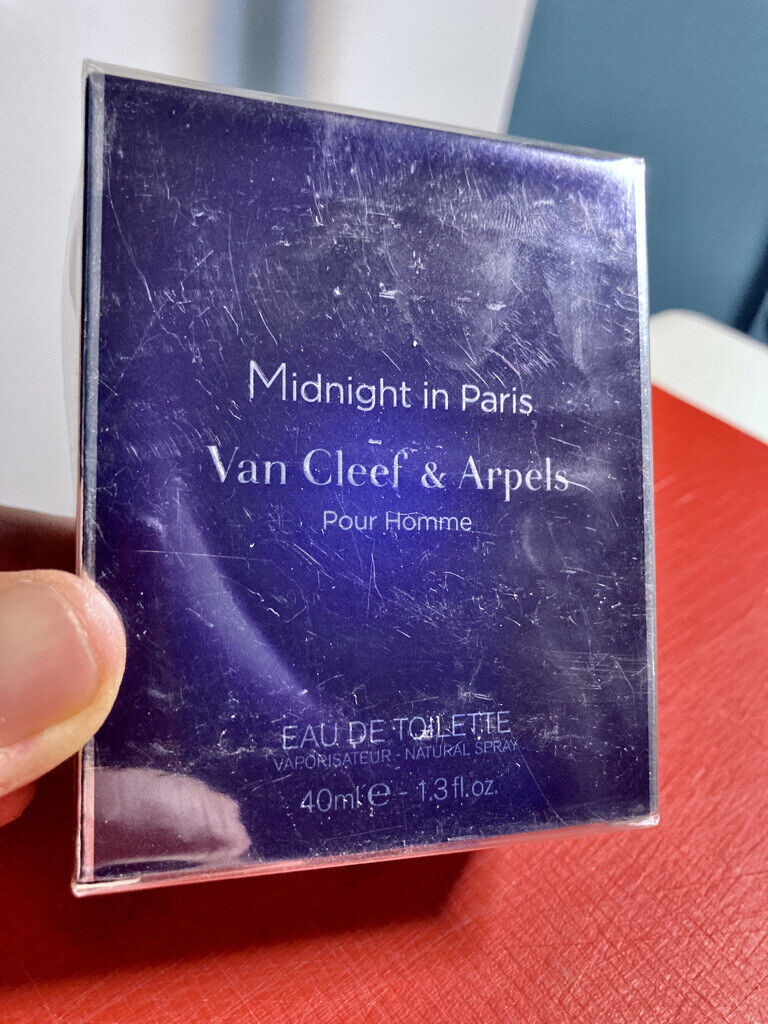 Midnight in Paris
Van Cleef & Arpels
Pour Homme
EAU DE TOILETTE
VAPORISATEUR - NATURAL SPRAY
40ml ℮ - 1.3 fl.oz.